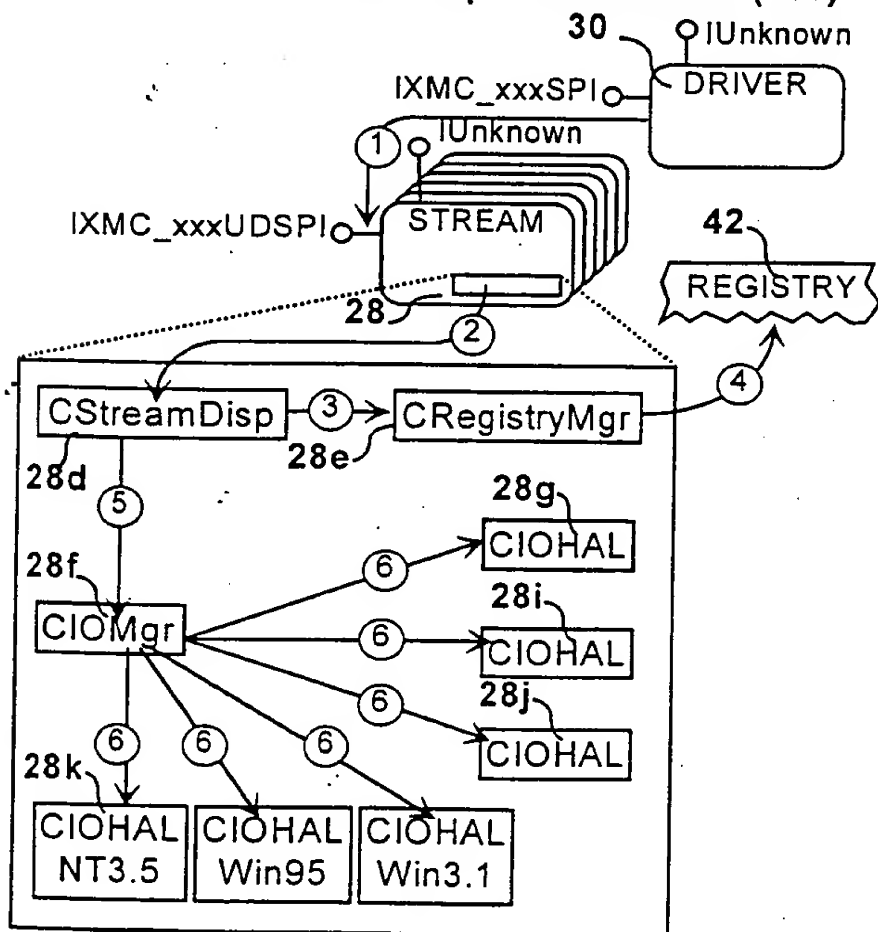 30
IUnknown
IXMC_xxxSPI
DRIVER
1
IUnknown
IXMC_xxxUDSPI
STREAM
42
REGISTRY
28
2
4
CStreamDisp
3
CRegistryMgr
28d
28e
5
28g
CIOHAL
28f
6
28i
CIOMgr
6
CIOHAL
28j
6
CIOHAL
6
6
6
28k
CIOHAL
NT3.5
CIOHAL
Win95
CIOHAL
Win3.1